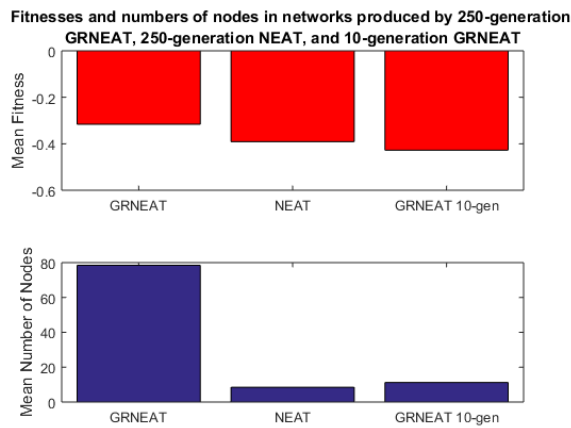 Fitnesses and numbers of nodes in networks produced by 250-generation
GRNEAT, 250-generation NEAT, and 10-generation GRNEAT
Mean Fitness
0
-0.2
-0.4
-0.6
GRNEAT
NEAT
GRNEAT 10-gen
Mean Number of Nodes
80
60
40
20
0
GRNEAT
NEAT
GRNEAT 10-gen